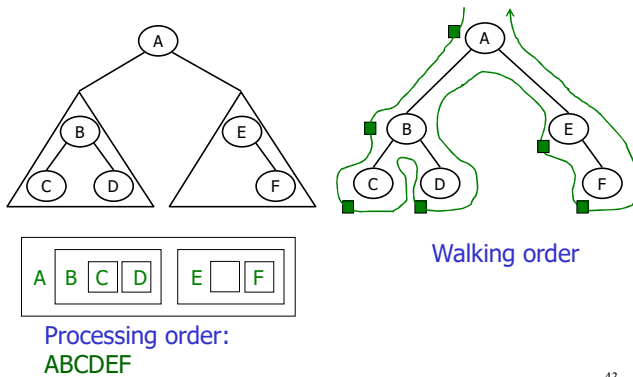 A
B
C
D
E
F
A
B
C
D
E
F
A B C D E F
Walking order
Processing order:
ABCDEF